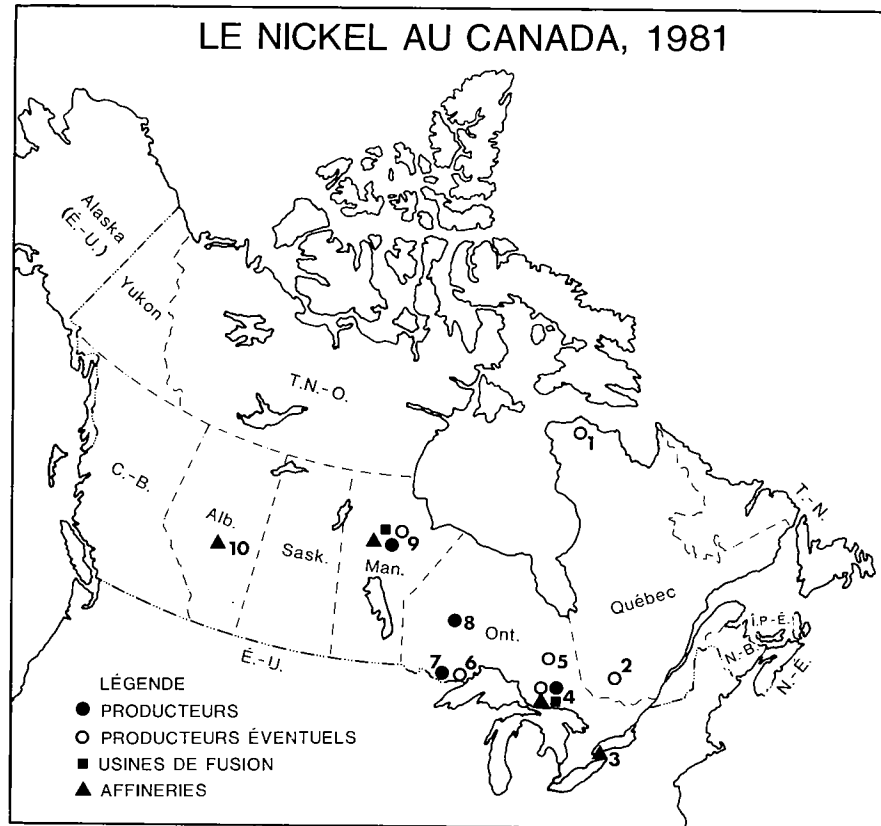 LE NICKEL AU CANADA, 1981
Alaska
(É.-U.)
Yukon
T.N.-O.
C.-B.
Alb.
Sask.
Man.
Ont.
Québec
T.-N.
Î.P.-É.
N.-B.
N.-É.
É.-U.
1
2
3
4
5
6
7
8
9
10
LÉGENDE
PRODUCTEURS
PRODUCTEURS ÉVENTUELS
USINES DE FUSION
AFFINERIES